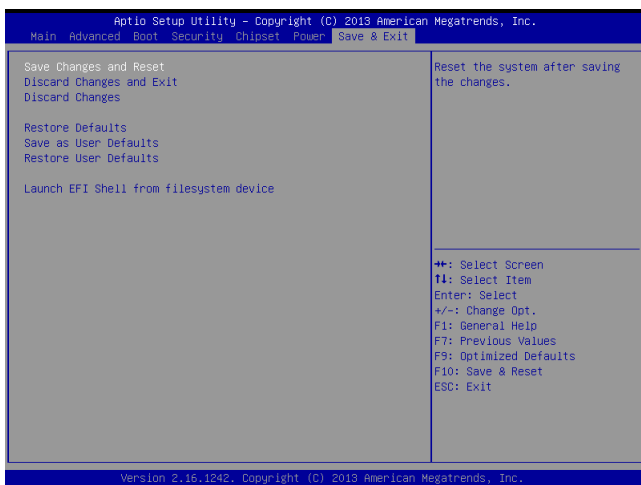 Aptio Setup Utility – Copyright (C) 2013 American Megatrends, Inc.
Main Advanced Boot Security Chipset Power Save & Exit
Save Changes and Reset
Discard Changes and Exit
Discard Changes
Restore Defaults
Save as User Defaults
Restore User Defaults
Launch EFI Shell from filesystem device
Reset the system after saving
the changes.
→←: Select Screen
↑↓: Select Item
Enter: Select
+/-: Change Opt.
F1: General Help
F7: Previous Values
F9: Optimized Defaults
F10: Save & Reset
ESC: Exit
Version 2.16.1242. Copyright (C) 2013 American Megatrends, Inc.